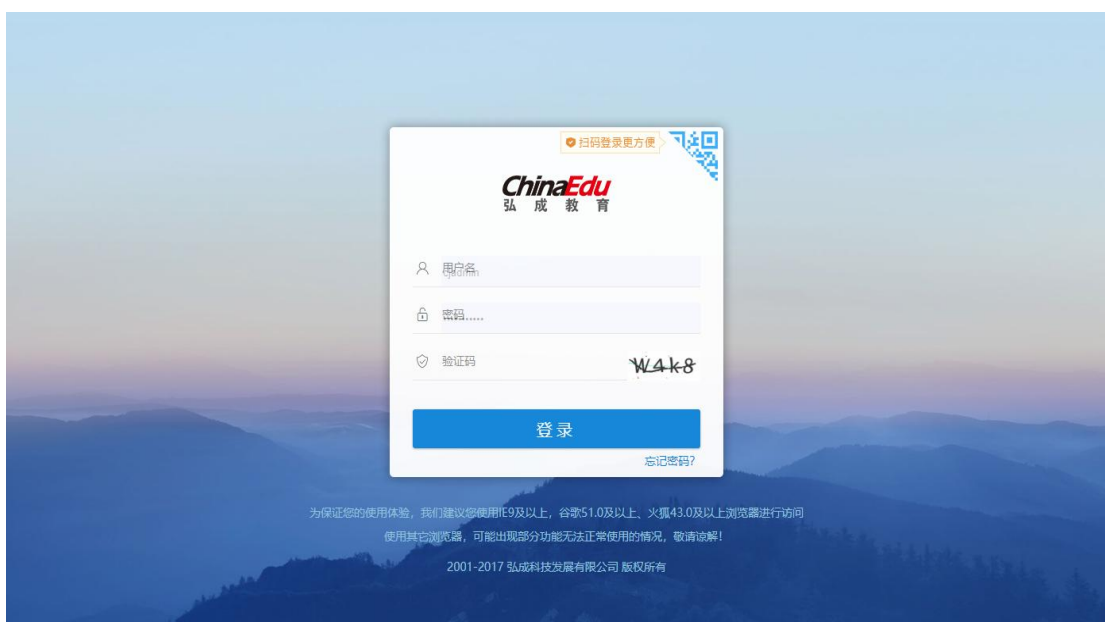 扫码登录更方便
ChinaEdu
弘成教育
用户名
cjadmin
密码
验证码
W4k8
登录
忘记密码?
为保证您的使用体验，我们建议您使用IE9及以上，谷歌51.0及以上、火狐43.0及以上浏览器进行访问
使用其它浏览器，可能出现部分功能无法正常使用的情况，敬请谅解！
2001-2017 弘成科技发展有限公司 版权所有